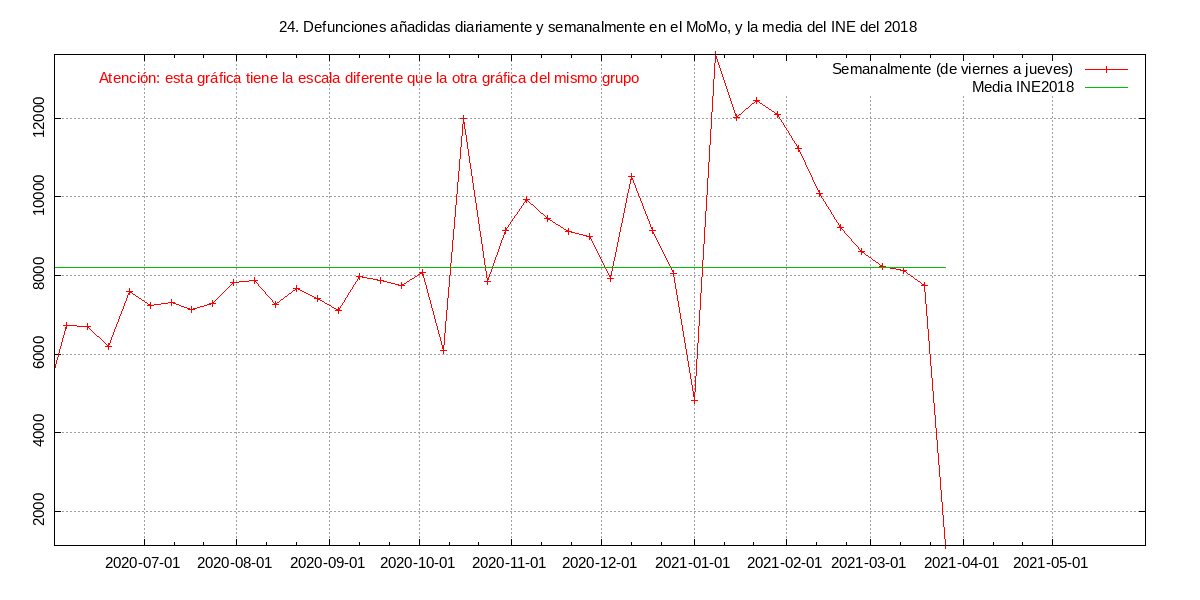 24. Defunciones añadidas diariamente y semanalmente en el MoMo, y la media del INE del 2018
Atención: esta gráfica tiene la escala diferente que la otra gráfica del mismo grupo
Semanalmente (de viernes a jueves)
Media INE2018
12000
10000
8000
6000
4000
2000
2020-07-01 2020-08-01 2020-09-01 2020-10-01 2020-11-01 2020-12-01 2021-01-01 2021-02-01 2021-03-01 2021-04-01 2021-05-01